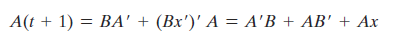 A(t + 1) = BA′ + (Bx′)′ A = A′B + AB′ + Ax